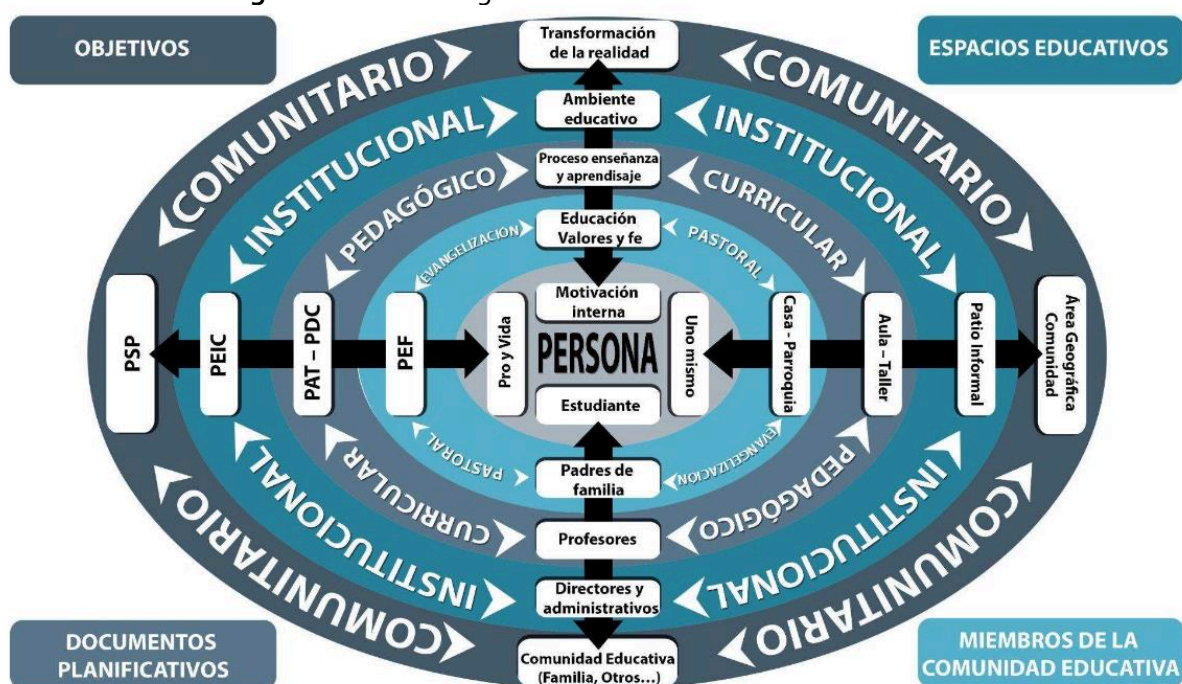 OBJETIVOS
ESPACIOS EDUCATIVOS
Transformación
de la realidad
COMUNITARIO
COMUNITARIO
Ambiente
educativo
INSTITUCIONAL
INSTITUCIONAL
Proceso enseñanza
y aprendisaje
PEDAGÓGICO
CURRICULAR
Educación
Valores y fe
EVANGELIZACIÓN
PASTORAL
Motivación
interna
PSP
PEIC
PAT – PDC
PEF
Pro y Vida
PERSONA
Uno mismo
Casa - Parroquia
Aula – Taller
Patio Informal
Área Geográfica
Comunidad
Estudiante
PASTORAL
EVANGELIZACIÓN
Padres de
familia
CURRICULAR
PEDAGÓGICO
Profesores
INSTITUCIONAL
INSTITUCIONAL
Directores y
administrativos
COMUNITARIO
COMUNITARIO
Comunidad Educativa
(Familia, Otros...)
DOCUMENTOS
PLANIFICATIVOS
MIEMBROS DE LA
COMUNIDAD EDUCATIVA